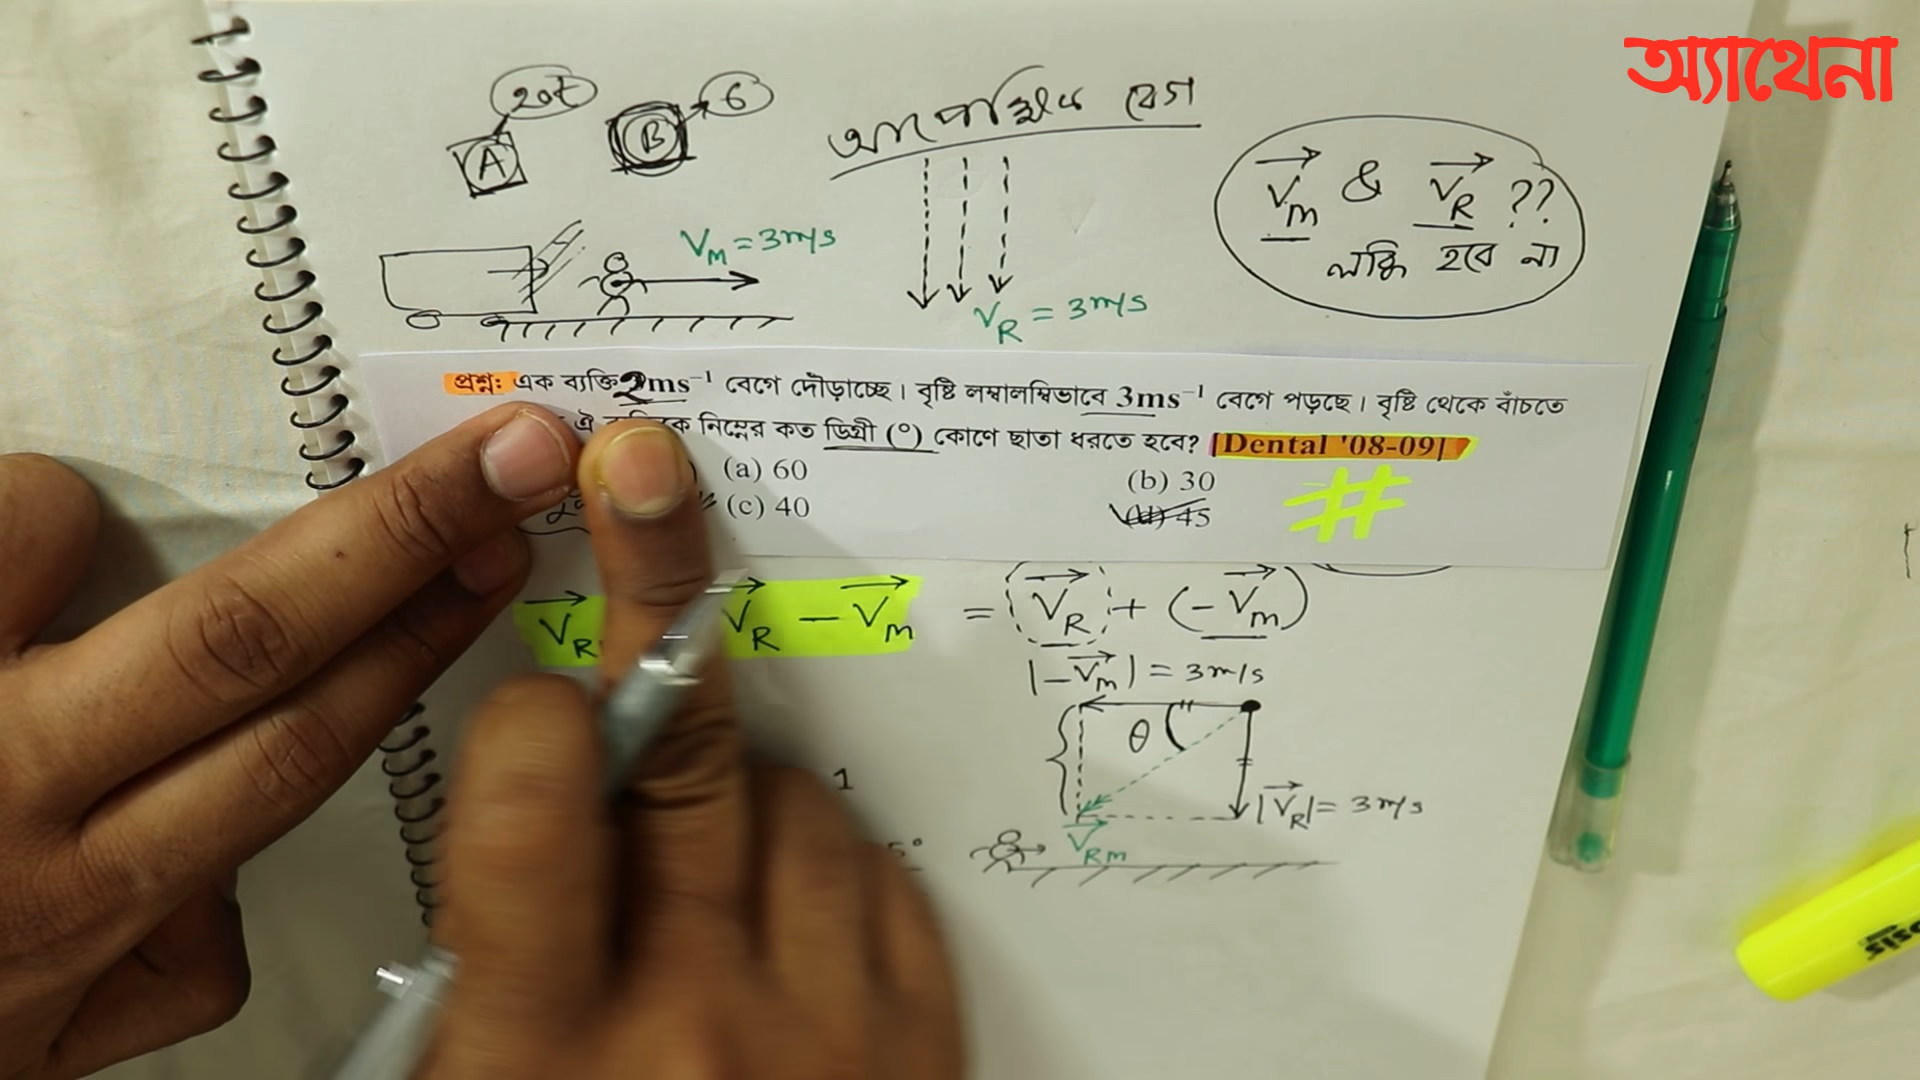 অ্যাথেনা
20t
6
A
B
আপেক্ষিক বেগ
V_M = 3m/s
V_R = 3m/s
V_m & V_R ??
লব্ধি হবে না
প্রশ্ন: এক ব্যক্তি 2ms⁻¹ বেগে দৌড়াচ্ছে। বৃষ্টি লম্বালম্বিভাবে 3ms⁻¹ বেগে পড়ছে। বৃষ্টি থেকে বাঁচতে
ঐ নিম্নের কত ডিগ্রী (°) কোণে ছাতা ধরতে হবে? [Dental '08-09]
(a) 60
(b) 30
(c) 40
(d) 45
#
V_R V_R − V_m = V_R + (−V_m)
|−V_m| = 3m/s
θ
1
|V_R| = 3m/s
V_RM